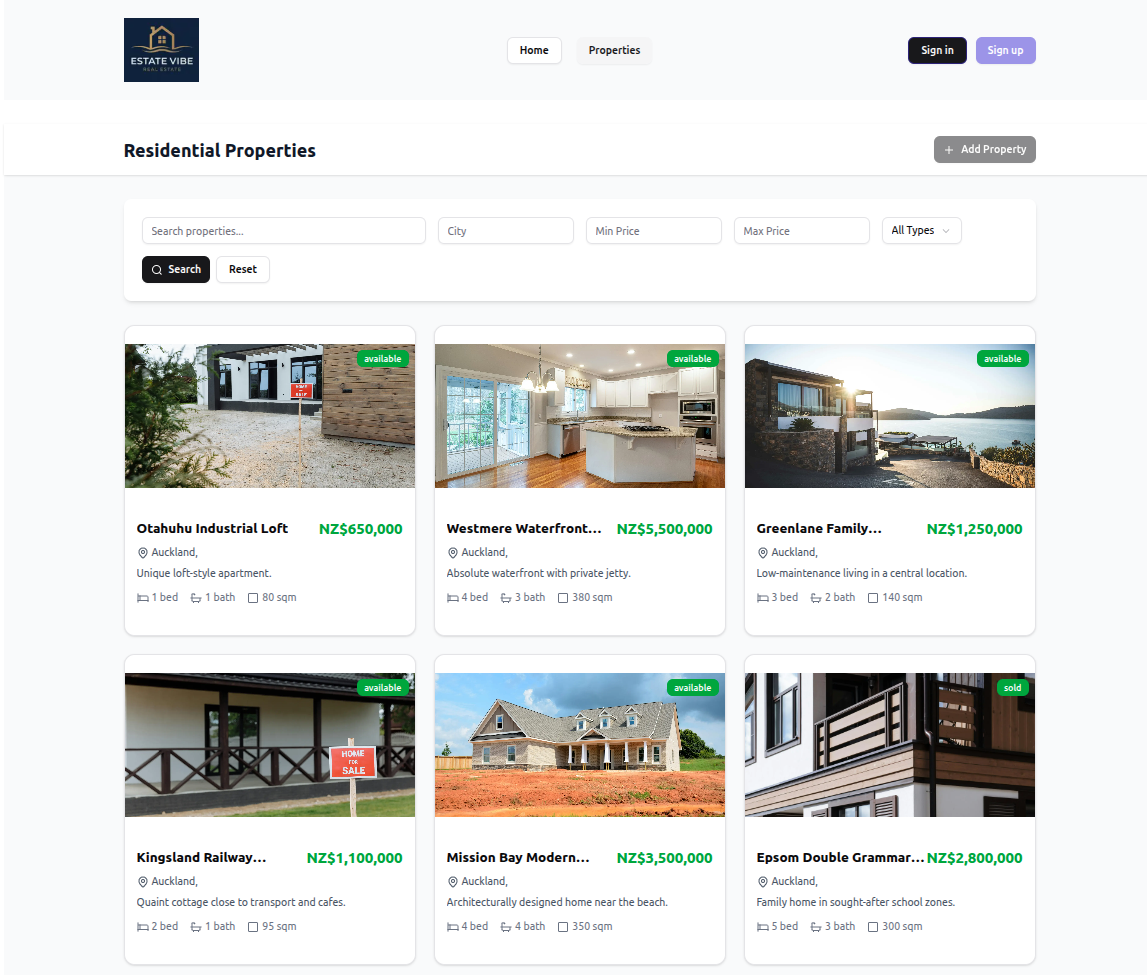 ESTATE VIBE
REAL ESTATE
Home
Properties
Sign in
Sign up
Residential Properties
+ Add Property
Search properties...
City
Min Price
Max Price
All Types
Search
Reset
available
HOME
FOR
SALE
Otahuhu Industrial Loft
NZ$650,000
Auckland,
Unique loft-style apartment.
1 bed 1 bath 80 sqm
available
Westmere Waterfront...
NZ$5,500,000
Auckland,
Absolute waterfront with private jetty.
4 bed 3 bath 380 sqm
available
Greenlane Family...
NZ$1,250,000
Auckland,
Low-maintenance living in a central location.
3 bed 2 bath 140 sqm
available
HOME
FOR
SALE
Kingsland Railway...
NZ$1,100,000
Auckland,
Quaint cottage close to transport and cafes.
2 bed 1 bath 95 sqm
available
Mission Bay Modern...
NZ$3,500,000
Auckland,
Architecturally designed home near the beach.
4 bed 4 bath 350 sqm
sold
Epsom Double Grammar...
NZ$2,800,000
Auckland,
Family home in sought-after school zones.
5 bed 3 bath 300 sqm